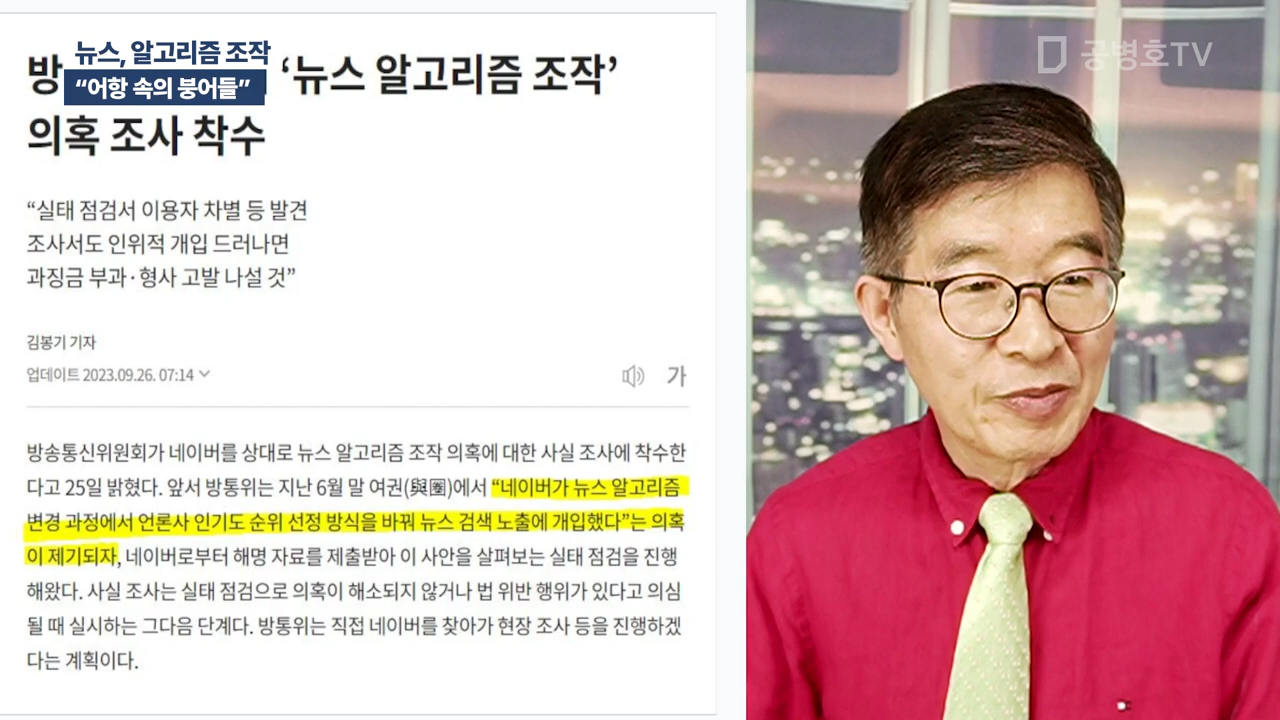 뉴스, 알고리즘 조작
“어항 속의 붕어들”
공병호TV
방 ‘뉴스 알고리즘 조작’
의혹 조사 착수
“실태 점검서 이용자 차별 등 발견
조사서도 인위적 개입 드러나면
과징금 부과·형사 고발 나설 것”
김봉기 기자
업데이트 2023.09.26. 07:14
가
방송통신위원회가 네이버를 상대로 뉴스 알고리즘 조작 의혹에 대한 사실 조사에 착수한
다고 25일 밝혔다. 앞서 방통위는 지난 6월 말 여권(與圈)에서 “네이버가 뉴스 알고리즘
변경 과정에서 언론사 인기도 순위 선정 방식을 바꿔 뉴스 검색 노출에 개입했다”는 의혹
이 제기되자, 네이버로부터 해명 자료를 제출받아 이 사안을 살펴보는 실태 점검을 진행
해왔다. 사실 조사는 실태 점검으로 의혹이 해소되지 않거나 법 위반 행위가 있다고 의심
될 때 실시하는 그다음 단계다. 방통위는 직접 네이버를 찾아가 현장 조사 등을 진행하겠
다는 계획이다.